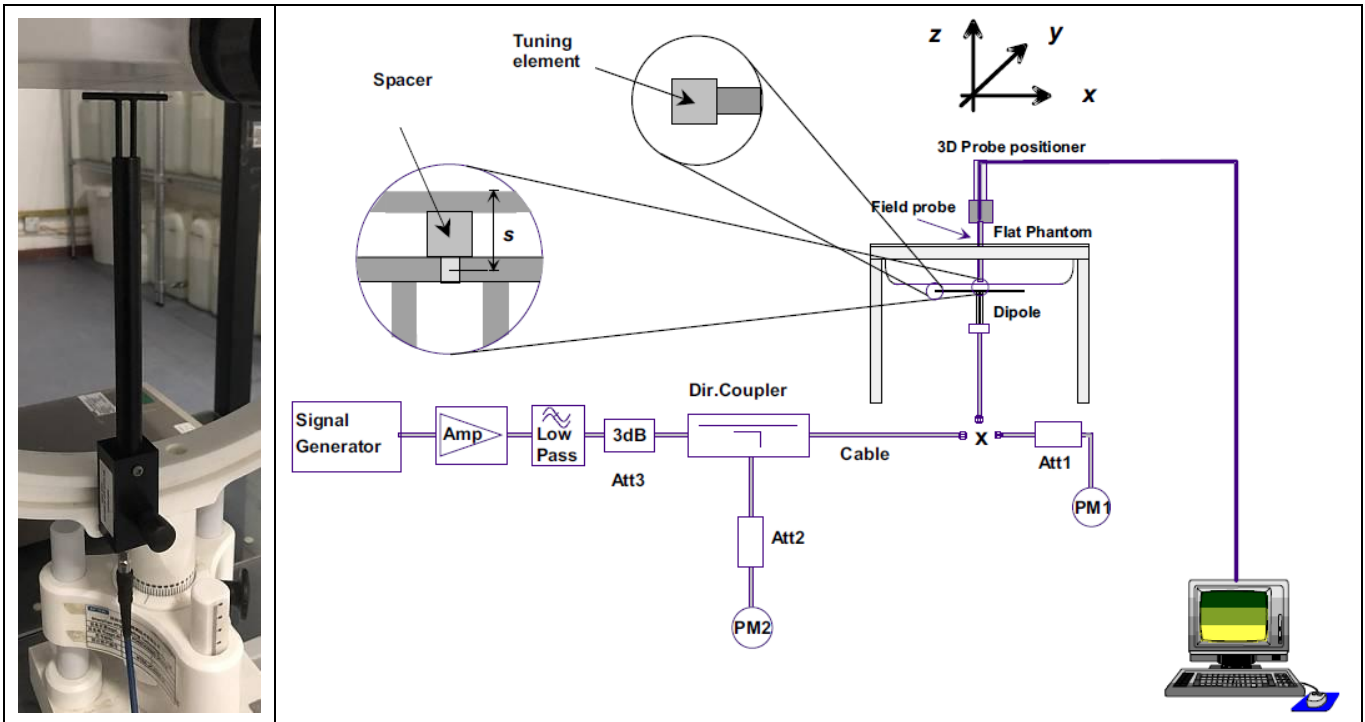 Tuning
element
Spacer
s
z
y
x
3D Probe positioner
Field probe
Flat Phantom
Dipole
Dir.Coupler
Signal
Generator
Amp
Low
Pass
3dB
Att3
Cable
x
Att1
PM1
Att2
PM2